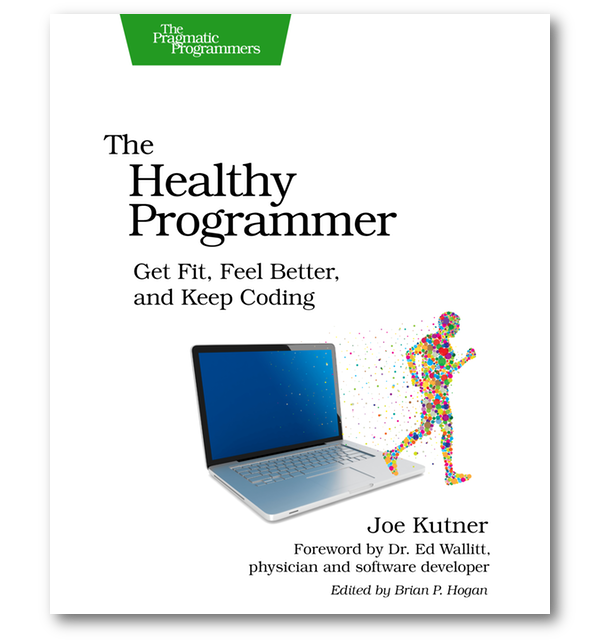 The
Pragmatic
Programmers
The
Healthy
Programmer
Get Fit, Feel Better,
and Keep Coding
Joe Kutner
Foreword by Dr. Ed Wallitt,
physician and software developer
Edited by Brian P. Hogan